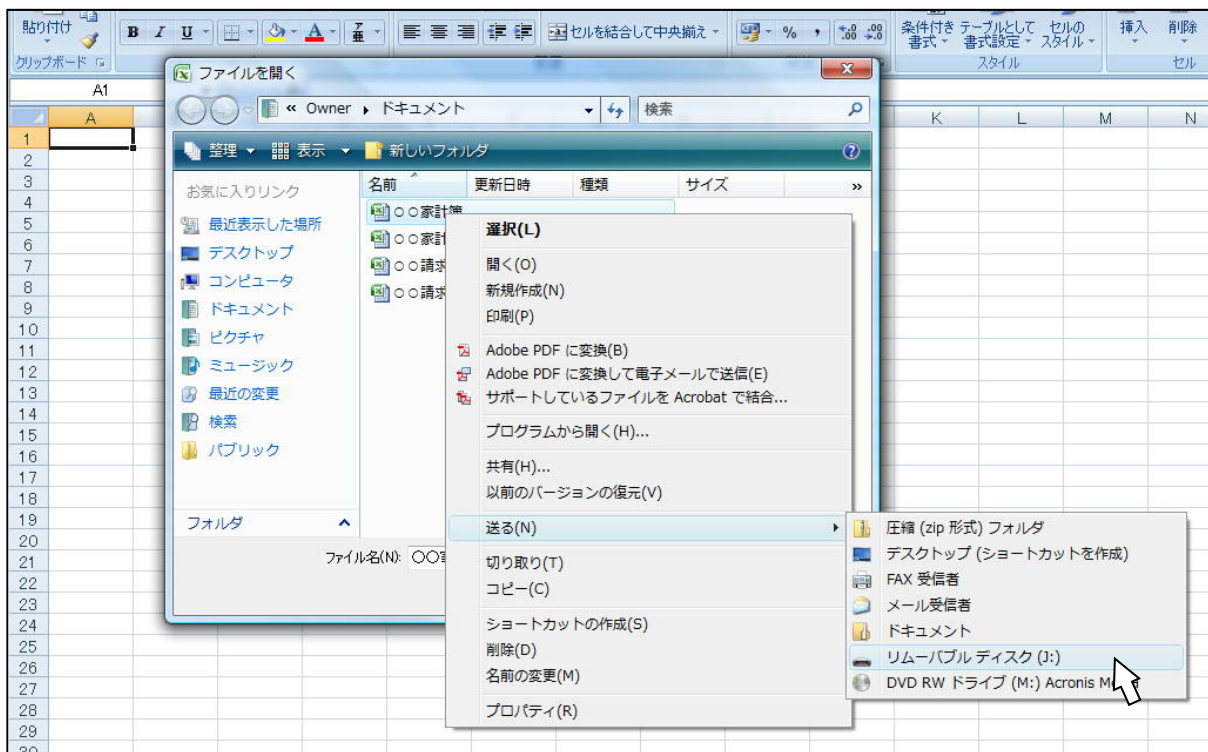 貼り付け
クリップボード
B I U
A
セルを結合して中央揃え
% ,
条件付き書式
テーブルとして書式設定
セルのスタイル
スタイル
挿入
削除
セル
A1
A K L M N
1
2
3
4
5
6
7
8
9
10
11
12
13
14
15
16
17
18
19
20
21
22
23
24
25
26
27
28
29
30
ファイルを開く
« Owner ▸ ドキュメント
検索
整理 表示 新しいフォルダ
お気に入りリンク
最近表示した場所
デスクトップ
コンピュータ
ドキュメント
ピクチャ
ミュージック
最近の変更
検索
パブリック
フォルダ
名前 更新日時 種類 サイズ »
○○家計簿
○○家計
○○請求
○○請求
ファイル名(N): ○○
選択(L)
開く(O)
新規作成(N)
印刷(P)
Adobe PDF に変換(B)
Adobe PDF に変換して電子メールで送信(E)
サポートしているファイルを Acrobat で結合...
プログラムから開く(H)...
共有(H)...
以前のバージョンの復元(V)
送る(N)
切り取り(T)
コピー(C)
ショートカットの作成(S)
削除(D)
名前の変更(M)
プロパティ(R)
圧縮 (zip 形式) フォルダ
デスクトップ (ショートカットを作成)
FAX 受信者
メール受信者
ドキュメント
リムーバブル ディスク (J:)
DVD RW ドライブ (M:) Acronis